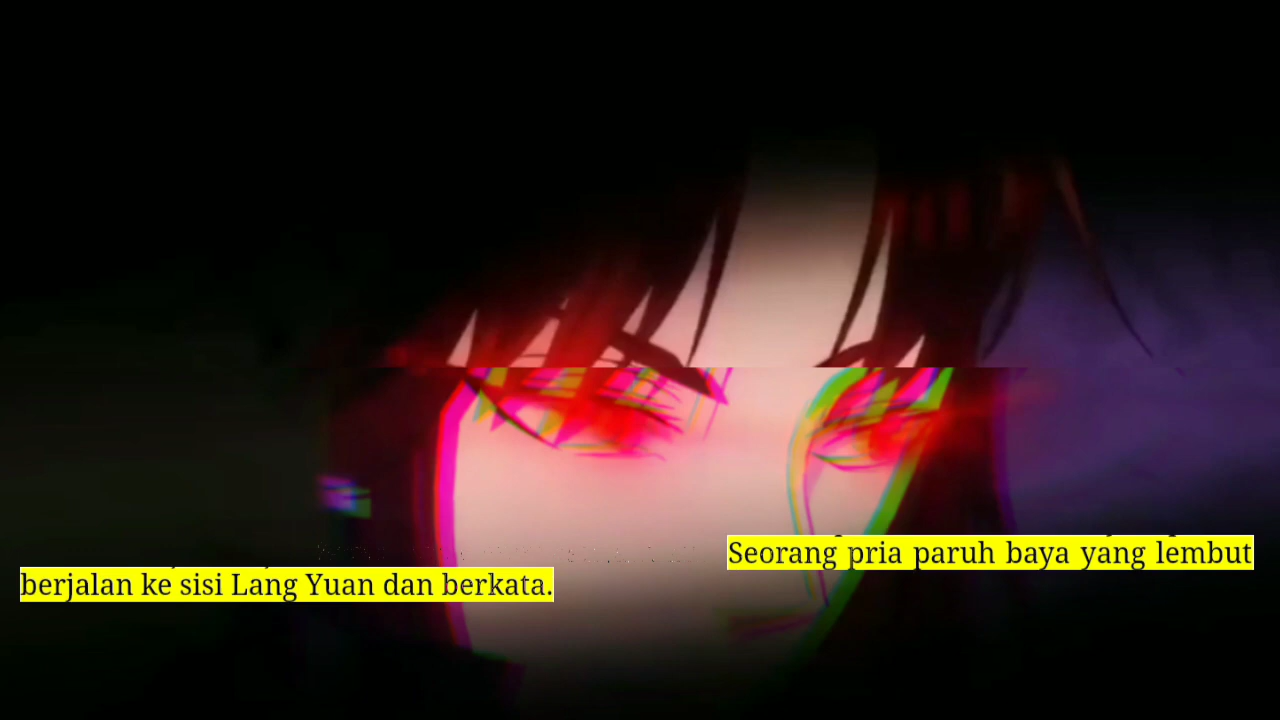 Seorang pria paruh baya yang lembut
berjalan ke sisi Lang Yuan dan berkata.